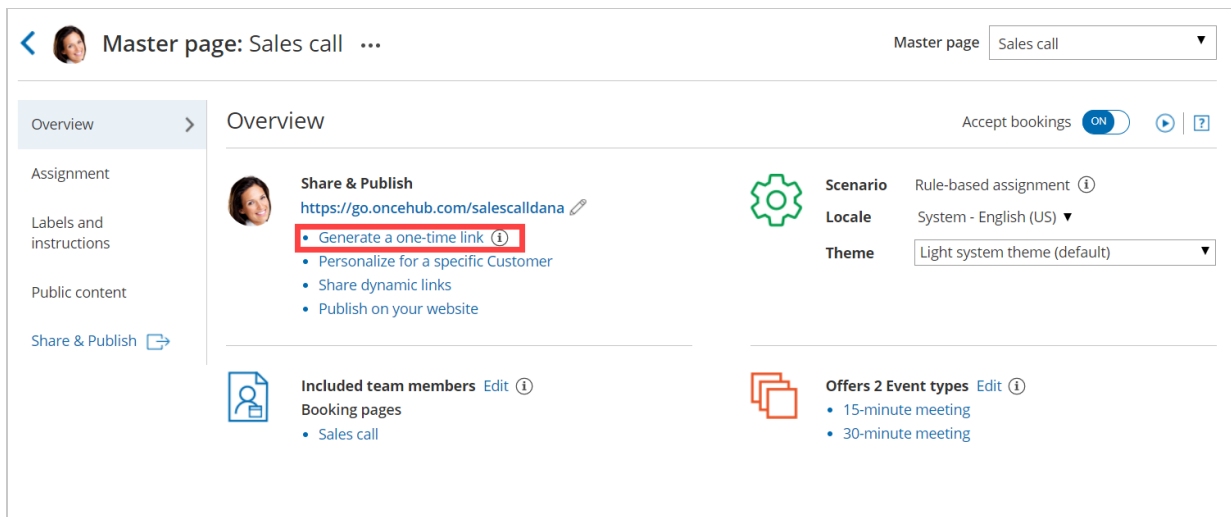 Master page: Sales call ...
Master page Sales call
Overview
Assignment
Labels and
instructions
Public content
Share & Publish
Overview
Accept bookings ON
Share & Publish
https://go.oncehub.com/salescalldana
• Generate a one-time link
• Personalize for a specific Customer
• Share dynamic links
• Publish on your website
Scenario Rule-based assignment
Locale System - English (US)
Theme Light system theme (default)
Included team members Edit
Booking pages
• Sales call
Offers 2 Event types Edit
• 15-minute meeting
• 30-minute meeting